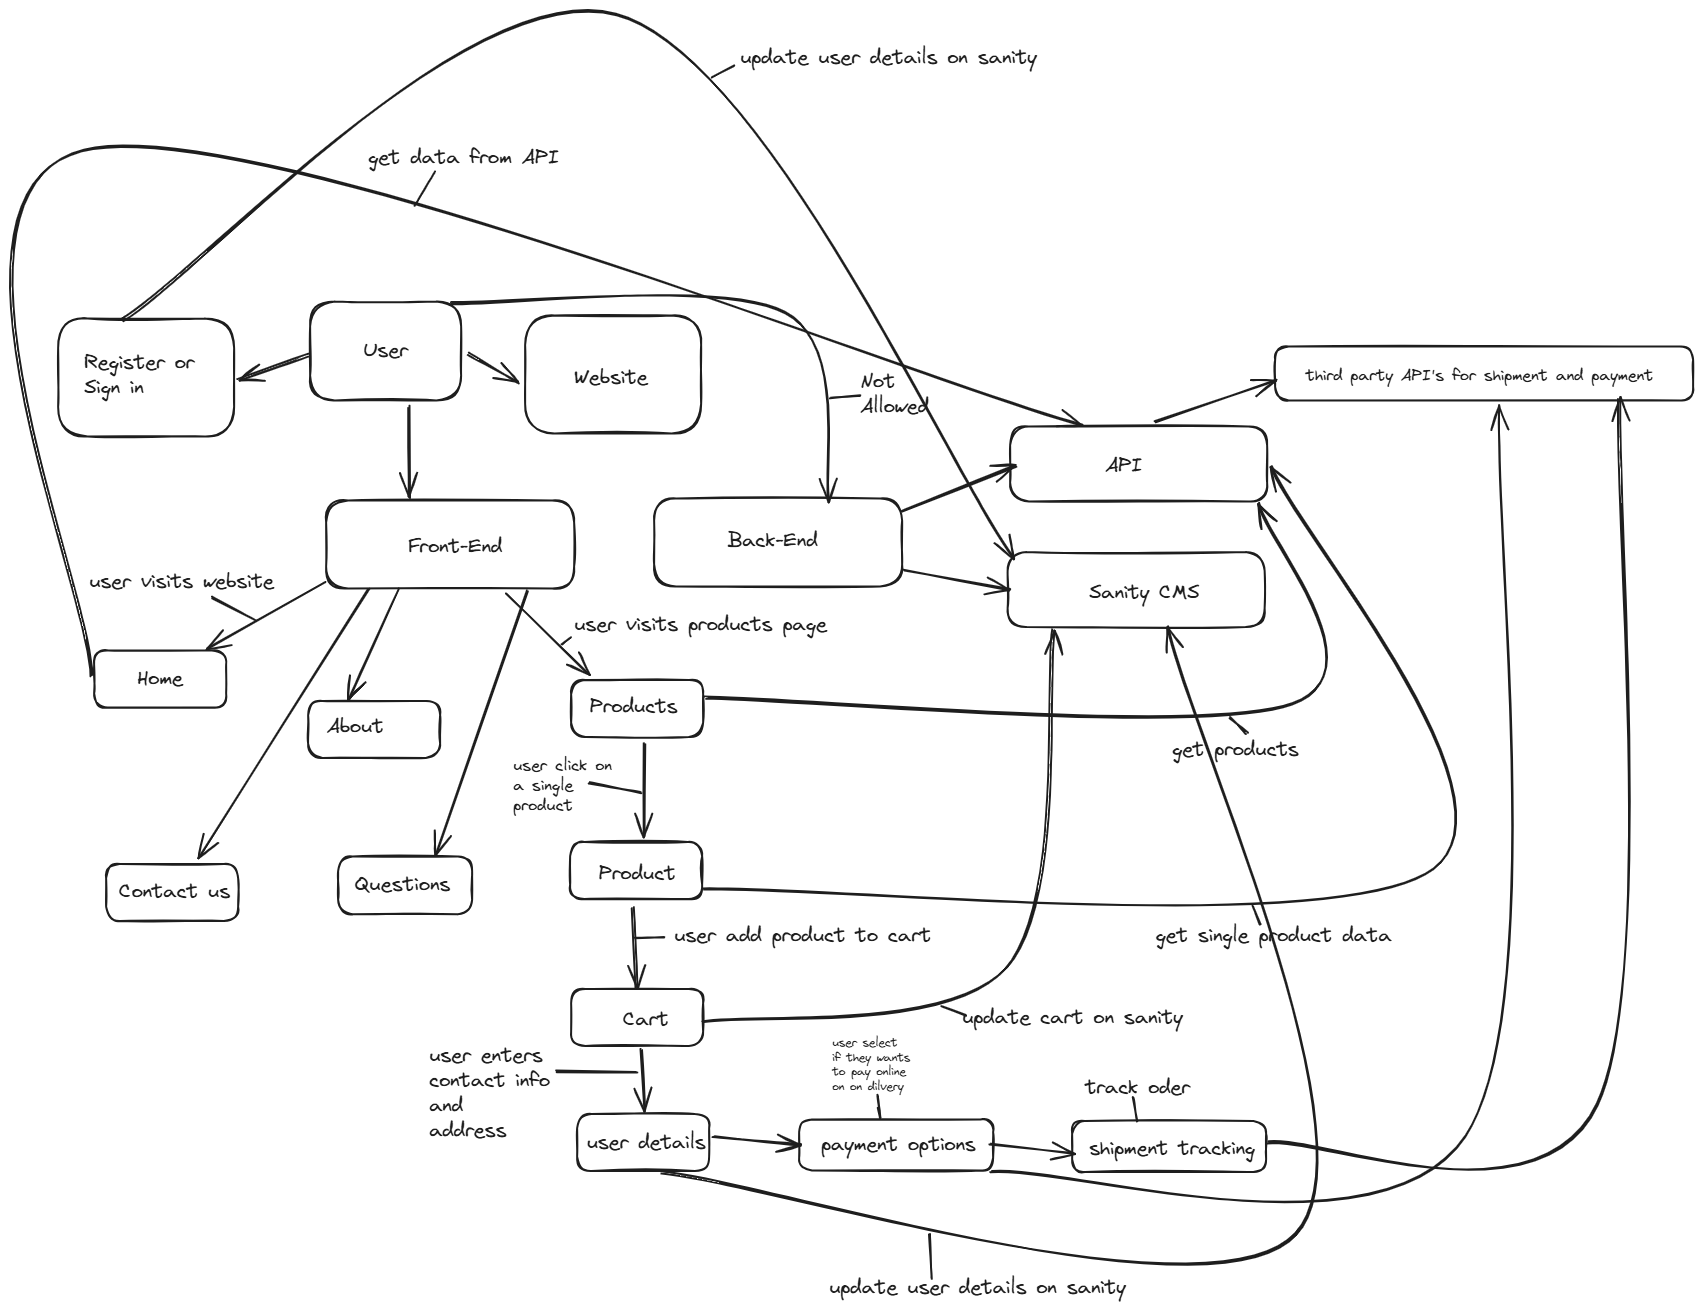 update user details on sanity
get data from API
Register or
Sign in
User
Website
Not
Allowed
third party API's for shipment and payment
API
Front-End
Back-End
user visits website
Sanity CMS
user visits products page
Home
About
Products
get products
user click on
a single
product
Contact us
Questions
Product
user add product to cart
get single product data
Cart
update cart on sanity
user enters
contact info
and
address
user select
if they wants
to pay online
on on dilvery
track oder
user details
payment options
shipment tracking
update user details on sanity